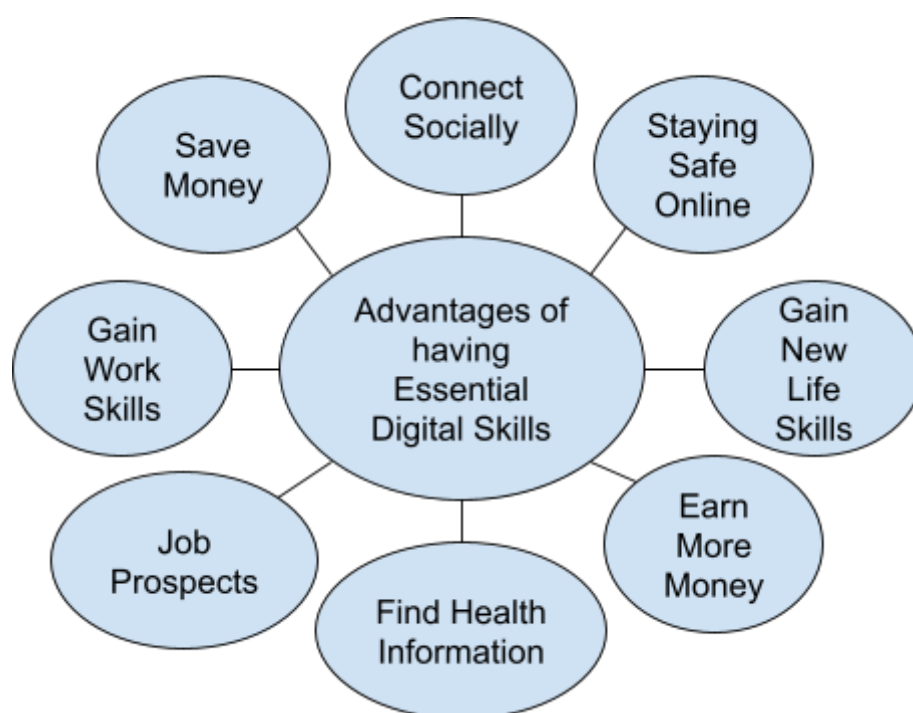 Connect
Socially
Save
Money
Staying
Safe
Online
Gain
Work
Skills
Advantages of
having
Essential
Digital Skills
Gain
New
Life
Skills
Job
Prospects
Find Health
Information
Earn
More
Money